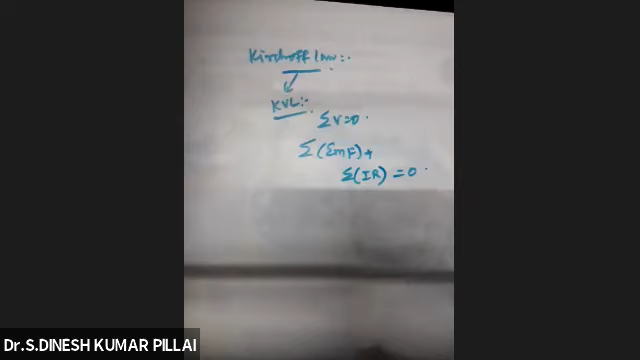 Kirchoff law:-
KVL:-
ΣV=0.
Σ(EmF)+
Σ(IR)=0.
Dr.S.DINESH KUMAR PILLAI